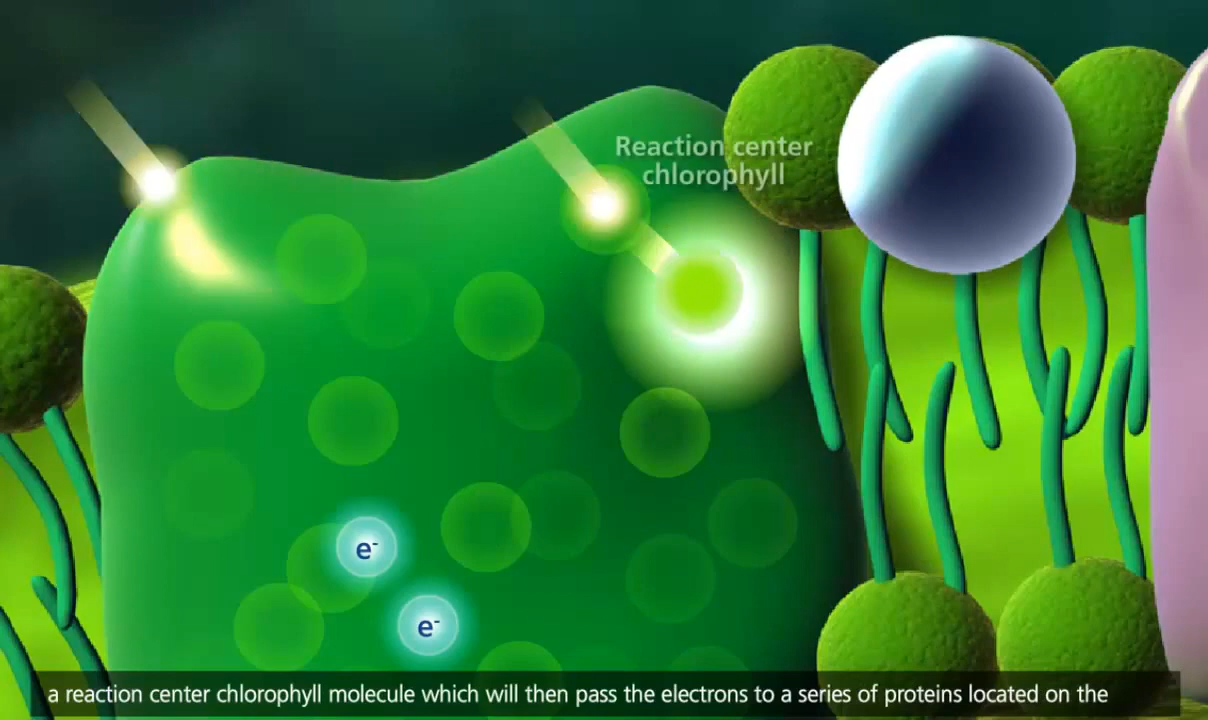 Reaction center
chlorophyll
e-
e-
a reaction center chlorophyll molecule which will then pass the electrons to a series of proteins located on the